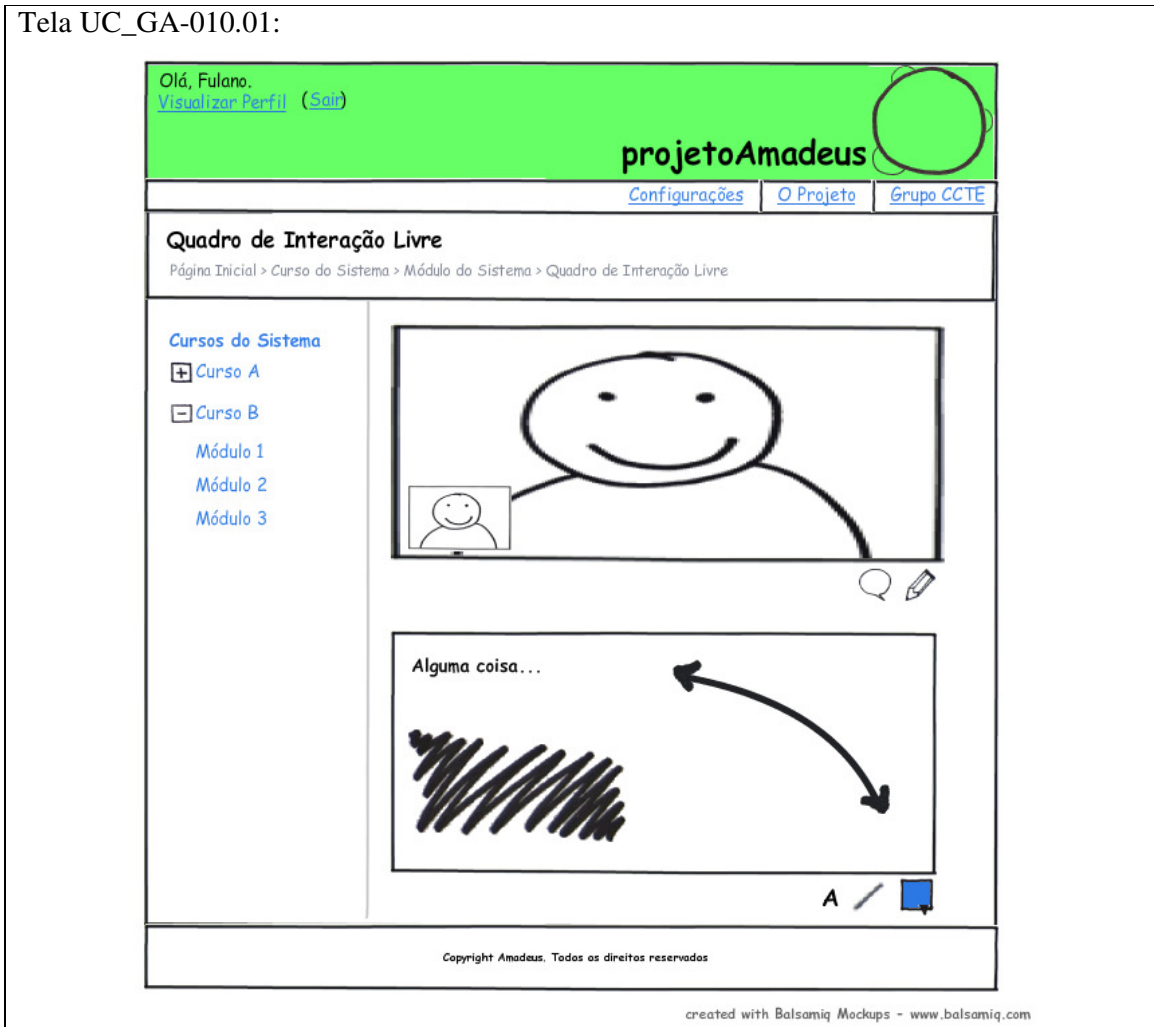 Tela UC_GA-010.01:
Olá, Fulano.
Visualizar Perfil (Sair)
projetoAmadeus
Configurações O Projeto Grupo CCTE
Quadro de Interação Livre
Página Inicial > Curso do Sistema > Módulo do Sistema > Quadro de Interação Livre
Cursos do Sistema
Curso A
Curso B
Módulo 1
Módulo 2
Módulo 3
Alguma coisa...
A
Copyright Amadeus. Todos os direitos reservados
created with Balsamiq Mockups - www.balsamiq.com